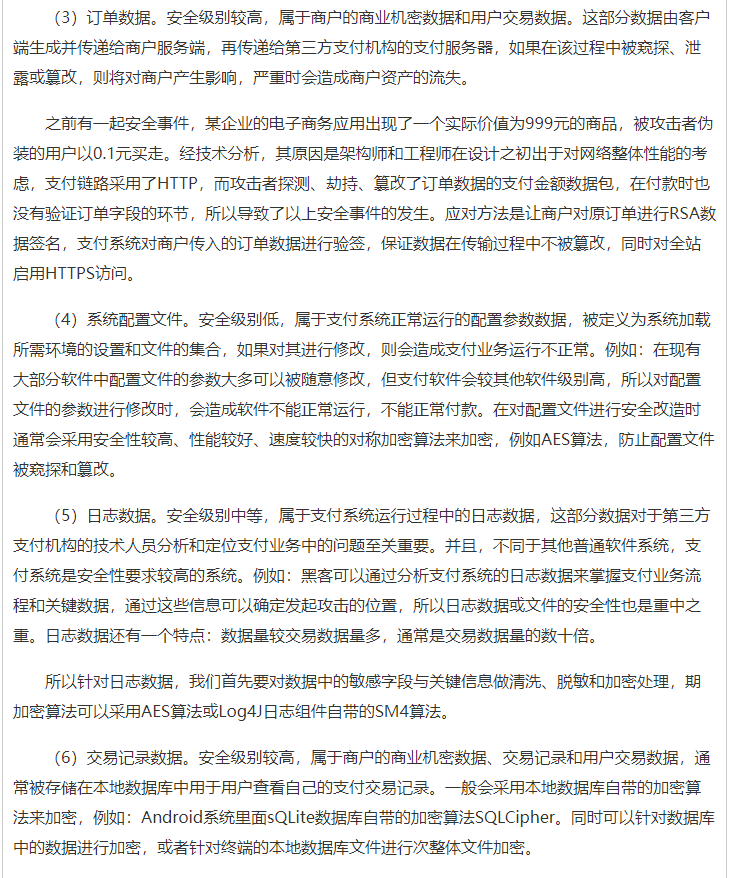 （3）订单数据。安全级别较高，属于商户的商业机密数据和用户交易数据。这部分数据由客户
端生成并传递给商户服务端，再传递给第三方支付机构的支付服务器，如果在该过程中被窥探、泄
露或篡改，则将对商户产生影响，严重时会造成商户资产的流失。
之前有一起安全事件，某企业的电子商务应用出现了一个实际价值为999元的商品，被攻击者伪
装的用户以0.1元买走。经技术分析，其原因是架构师和工程师在设计之初出于对网络整体性能的考
虑，支付链路采用了HTTP，而攻击者探测、劫持、篡改了订单数据的支付金额数据包，在付款时也
没有验证订单字段的环节，所以导致了以上安全事件的发生。应对方法是让商户对原订单进行RSA数
据签名，支付系统对商户传入的订单数据进行验签，保证数据在传输过程中不被篡改，同时对全站
启用HTTPS访问。
（4）系统配置文件。安全级别低，属于支付系统正常运行的配置参数数据，被定义为系统加载
所需环境的设置和文件的集合，如果对其进行修改，则会造成支付业务运行不正常。例如：在现有
大部分软件中配置文件的参数大多可以被随意修改，但支付软件会较其他软件级别高，所以对配置
文件的参数进行修改时，会造成软件不能正常运行，不能正常付款。在对配置文件进行安全改造时
通常会采用安全性较高、性能较好、速度较快的对称加密算法来加密，例如AES算法，防止配置文件
被窥探和篡改。
（5）日志数据。安全级别中等，属于支付系统运行过程中的日志数据，这部分数据对于第三方
支付机构的技术人员分析和定位支付业务中的问题至关重要。并且，不同于其他普通软件系统，支
付系统是安全性要求较高的系统。例如：黑客可以通过分析支付系统的日志数据来掌握支付业务流
程和关键数据，通过这些信息可以确定发起攻击的位置，所以日志数据或文件的安全性也是重中之
重。日志数据还有一个特点：数据量较交易数据量多，通常是交易数据量的数十倍。
所以针对日志数据，我们首先要对数据中的敏感字段与关键信息做清洗、脱敏和加密处理，期
加密算法可以采用AES算法或Log4J日志组件自带的SM4算法。
（6）交易记录数据。安全级别较高，属于商户的商业机密数据、交易记录和用户交易数据，通
常被存储在本地数据库中用于用户查看自己的支付交易记录。一般会采用本地数据库自带的加密算
法来加密，例如：Android系统里面sQLite数据库自带的加密算法SQLCipher。同时可以针对数据库
中的数据进行加密，或者针对终端的本地数据库文件进行次整体文件加密。